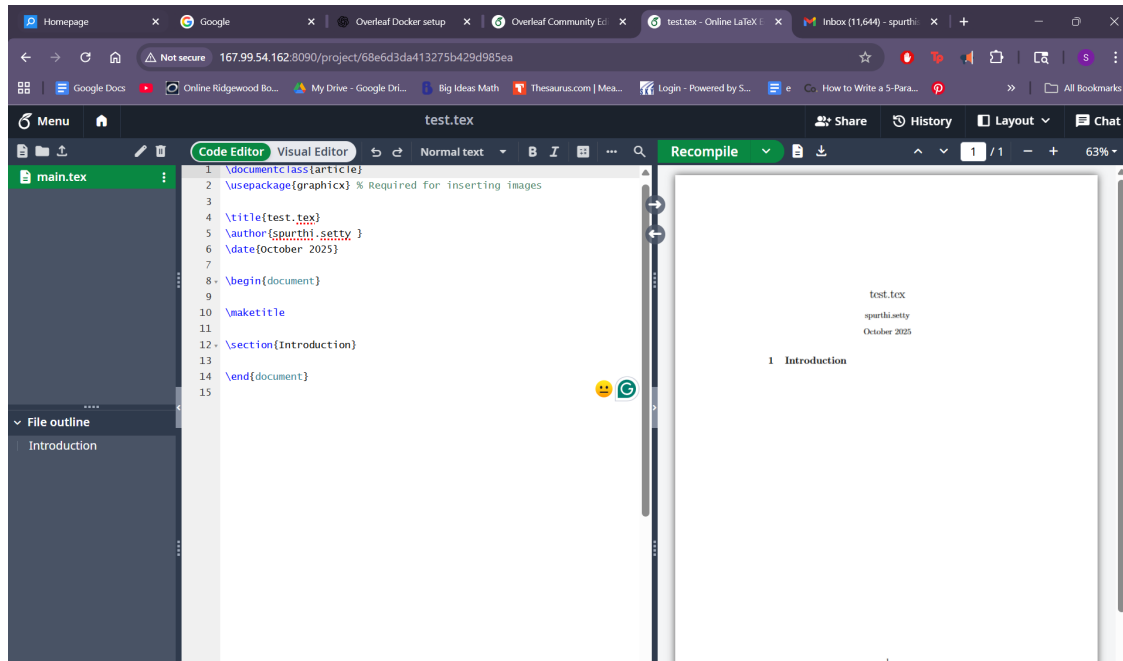 Homepage
Google
Overleaf Docker setup
Overleaf Community Ed
test.tex - Online LaTeX E
Inbox (11,644) - spurthi
Not secure 167.99.54.162:8090/project/68e6d3da413275b429d985ea
S
Google Docs
Online Ridgewood Bo...
My Drive - Google Dri...
Big Ideas Math
Thesaurus.com | Mea...
Login - Powered by S...
e
How to Write a 5-Para...
» All Bookmarks
Menu
test.tex
Share
History
Layout
Chat
Code Editor Visual Editor Normal text B I ...
Recompile
1 / 1 − + 63%
main.tex
1 \documentclass{article}
2 \usepackage{graphicx} % Required for inserting images
3
4 \title{test.tex}
5 \author{spurthi.setty }
6 \date{October 2025}
7
8 \begin{document}
9
10 \maketitle
11
12 \section{Introduction}
13
14 \end{document}
15
File outline
Introduction
test.tex
spurthi.setty
October 2025
1 Introduction